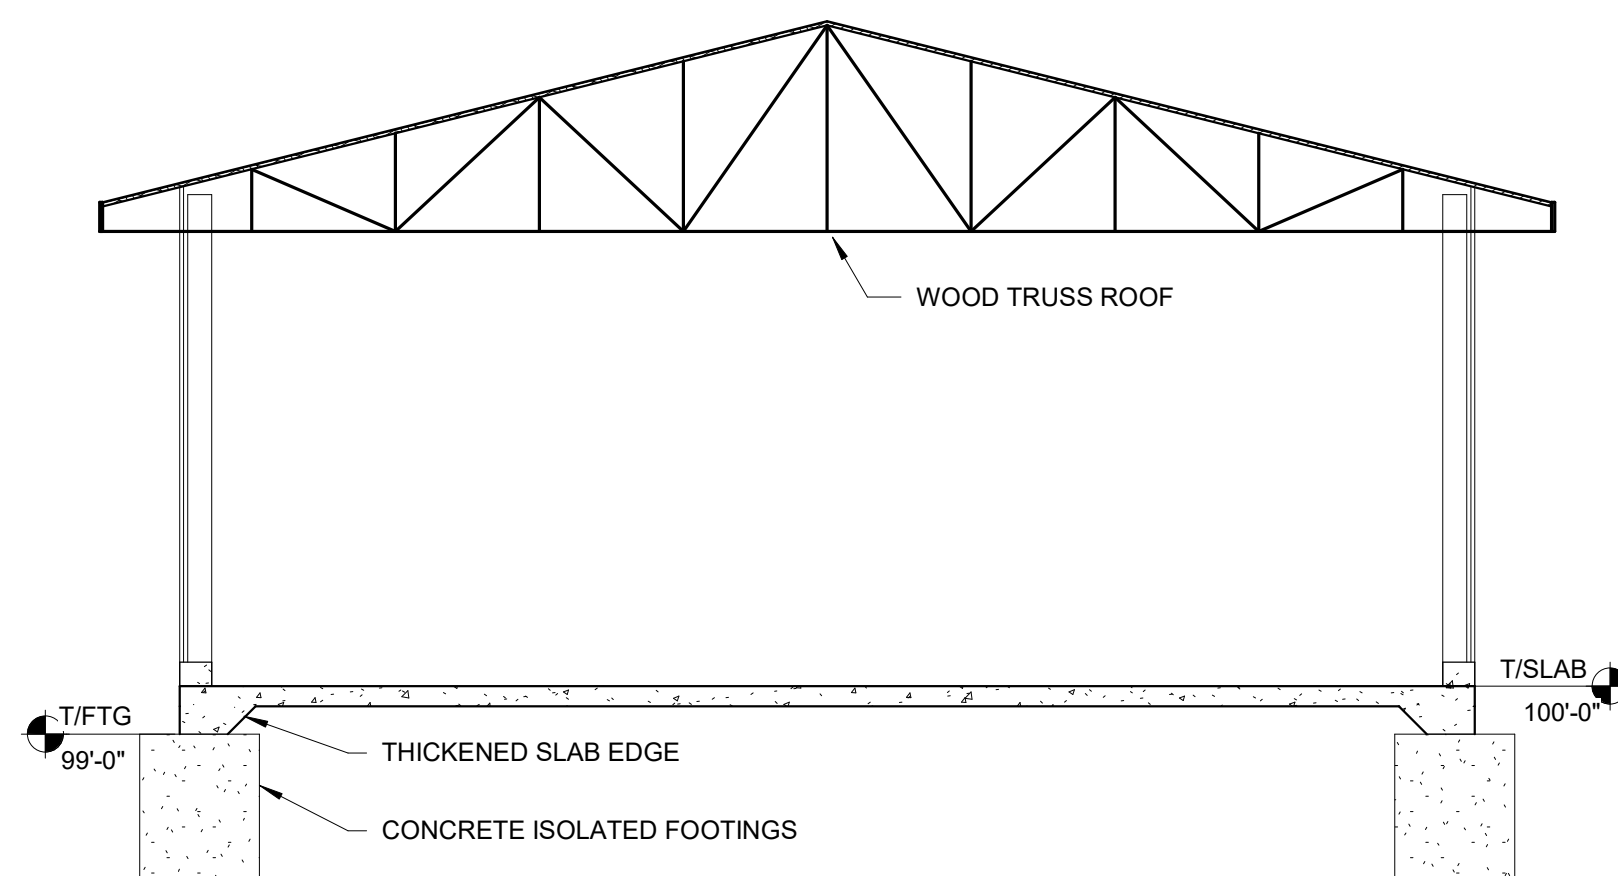 WOOD TRUSS ROOF
T/SLAB
100'-0"
T/FTG
99'-0"
THICKENED SLAB EDGE
CONCRETE ISOLATED FOOTINGS